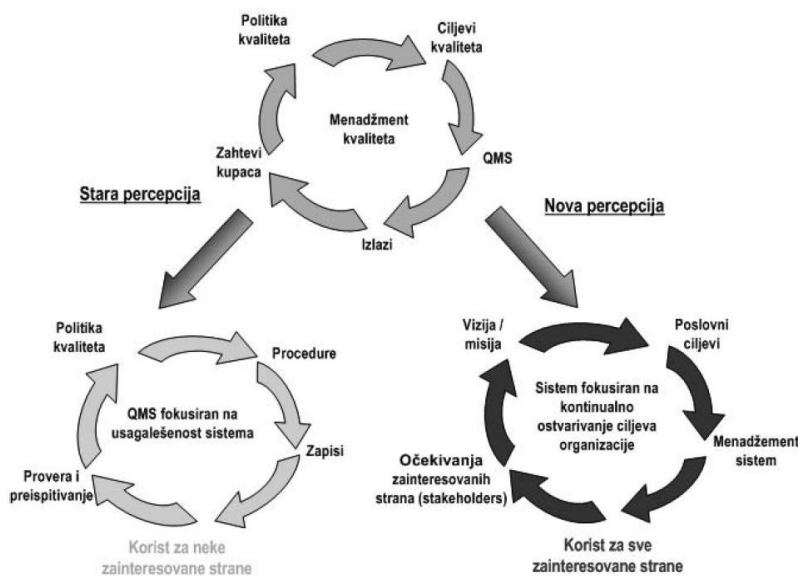 Politika
kvaliteta
Ciljevi
kvaliteta
Menadžment
kvaliteta
Zahtevi
kupaca
QMS
Izlazi
Stara percepcija
Nova percepcija
Politika
kvaliteta
Procedure
QMS fokusiran na
usagalešenost sistema
Zapisi
Provera i
preispitivanje
Korist za neke
zainteresovane strane
Vizija /
misija
Poslovni
ciljevi
Sistem fokusiran na
kontinualno
ostvarivanje ciljeva
organizacije
Menadžement
sistem
Očekivanja
zainteresovanih
strana (stakeholders)
Korist za sve
zainteresovane strane